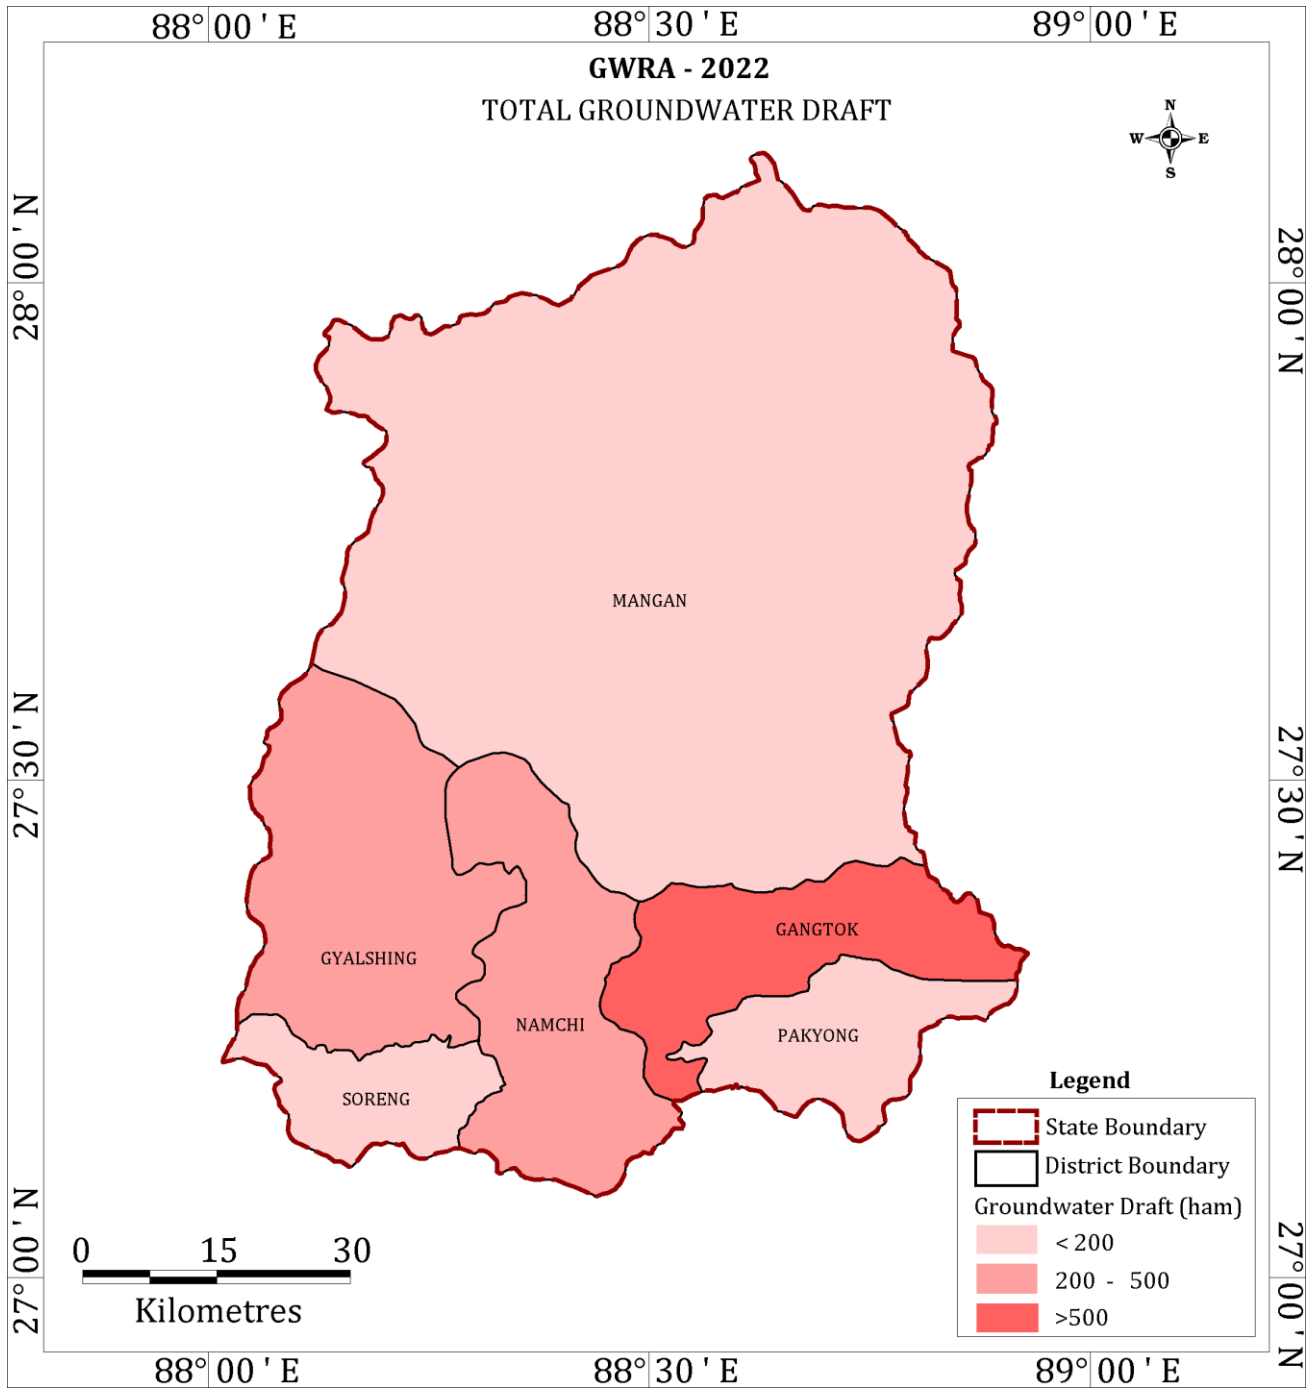 88° 00 ' E 88° 30 ' E 89° 00 ' E
GWRA - 2022
TOTAL GROUNDWATER DRAFT
N
W E
S
28° 00 ' N
28° 00 ' N
MANGAN
27° 30 ' N
27° 30 ' N
GANGTOK
GYALSHING
NAMCHI
PAKYONG
SORENG
Legend
State Boundary
District Boundary
Groundwater Draft (ham)
< 200
200 - 500
>500
0 15 30
Kilometres
27° 00 ' N
27° 00 ' N
88° 00 ' E 88° 30 ' E 89° 00 ' E